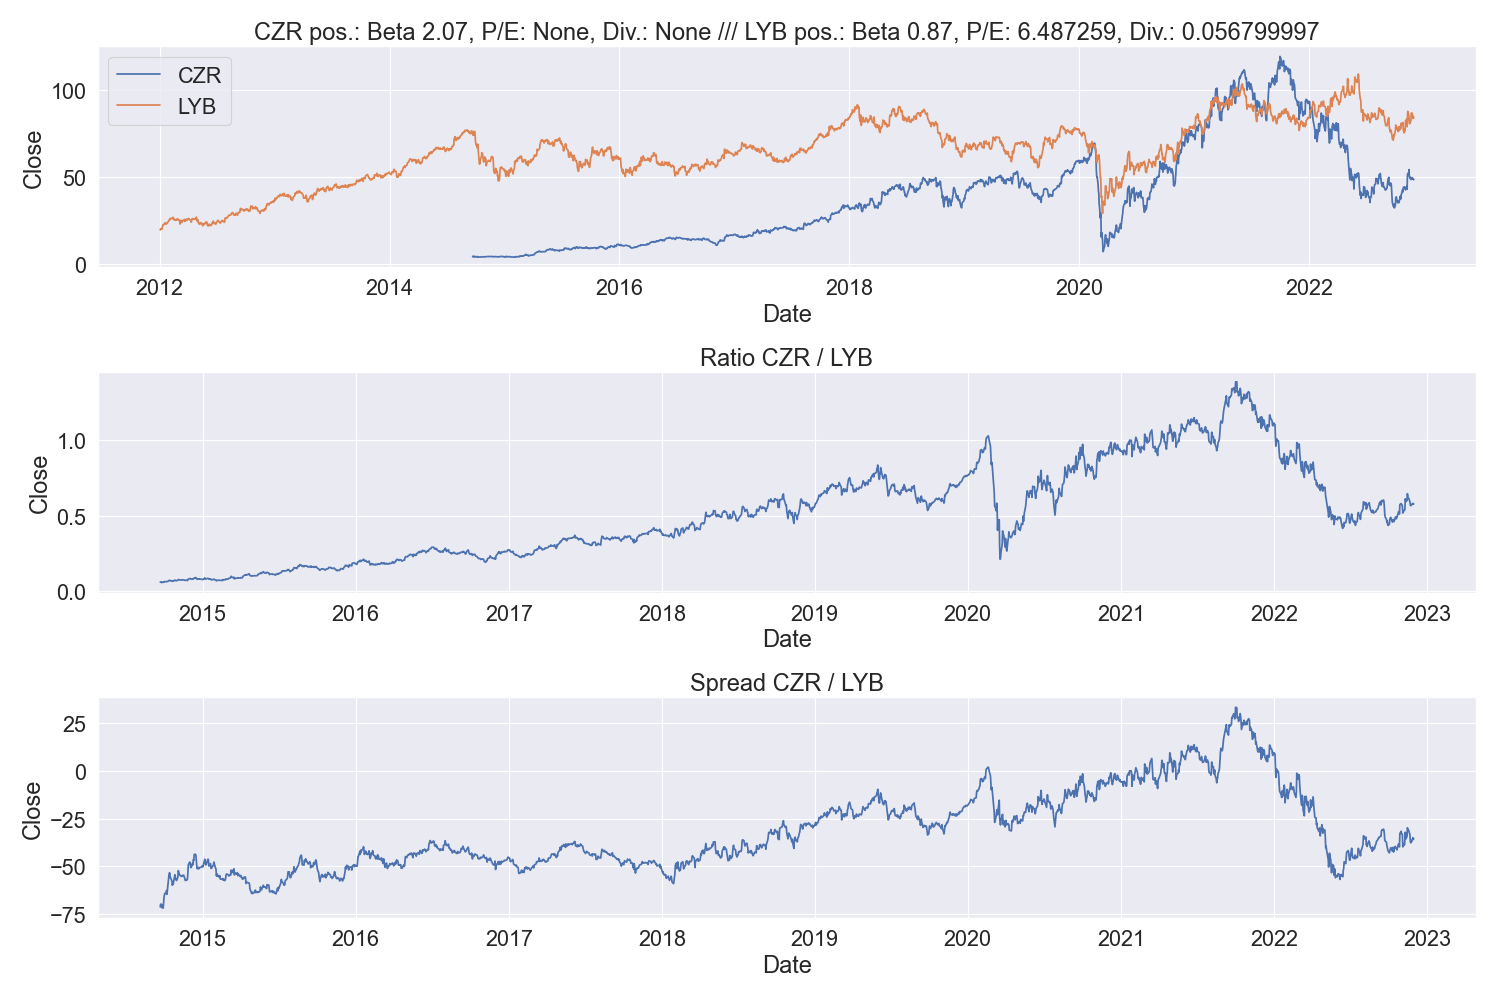 CZR pos.: Beta 2.07, P/E: None, Div.: None /// LYB pos.: Beta 0.87, P/E: 6.487259, Div.: 0.056799997
CZR
LYB
Close
100
50
0
2012 2014 2016 2018 2020 2022
Date
Ratio CZR / LYB
Close
1.0
0.5
0.0
2015 2016 2017 2018 2019 2020 2021 2022 2023
Date
Spread CZR / LYB
Close
25
0
−25
−50
−75
2015 2016 2017 2018 2019 2020 2021 2022 2023
Date